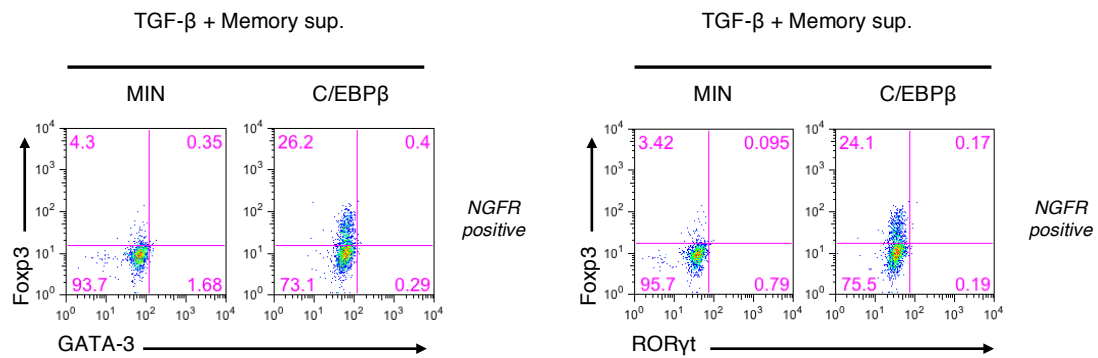 TGF-β + Memory sup.
MIN
C/EBPβ
10⁴ 4.3 0.35
10³
10²
10¹
10⁰ 93.7 1.68
10⁰ 10¹ 10² 10³ 10⁴
10⁴ 26.2 0.4
10³
10²
10¹
10⁰ 73.1 0.29
10⁰ 10¹ 10² 10³ 10⁴
Foxp3
GATA-3
NGFR
positive
TGF-β + Memory sup.
MIN
C/EBPβ
10⁴ 3.42 0.095
10³
10²
10¹
10⁰ 95.7 0.79
10⁰ 10¹ 10² 10³ 10⁴
10⁴ 24.1 0.17
10³
10²
10¹
10⁰ 75.5 0.19
10⁰ 10¹ 10² 10³ 10⁴
Foxp3
RORγt
NGFR
positive